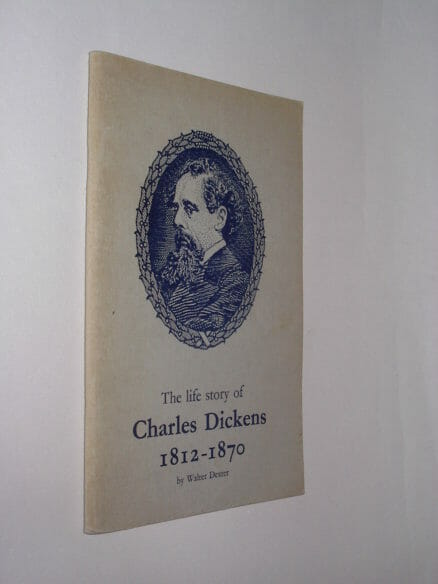 The life story of
Charles Dickens
1812-1870
by Walter Dexter